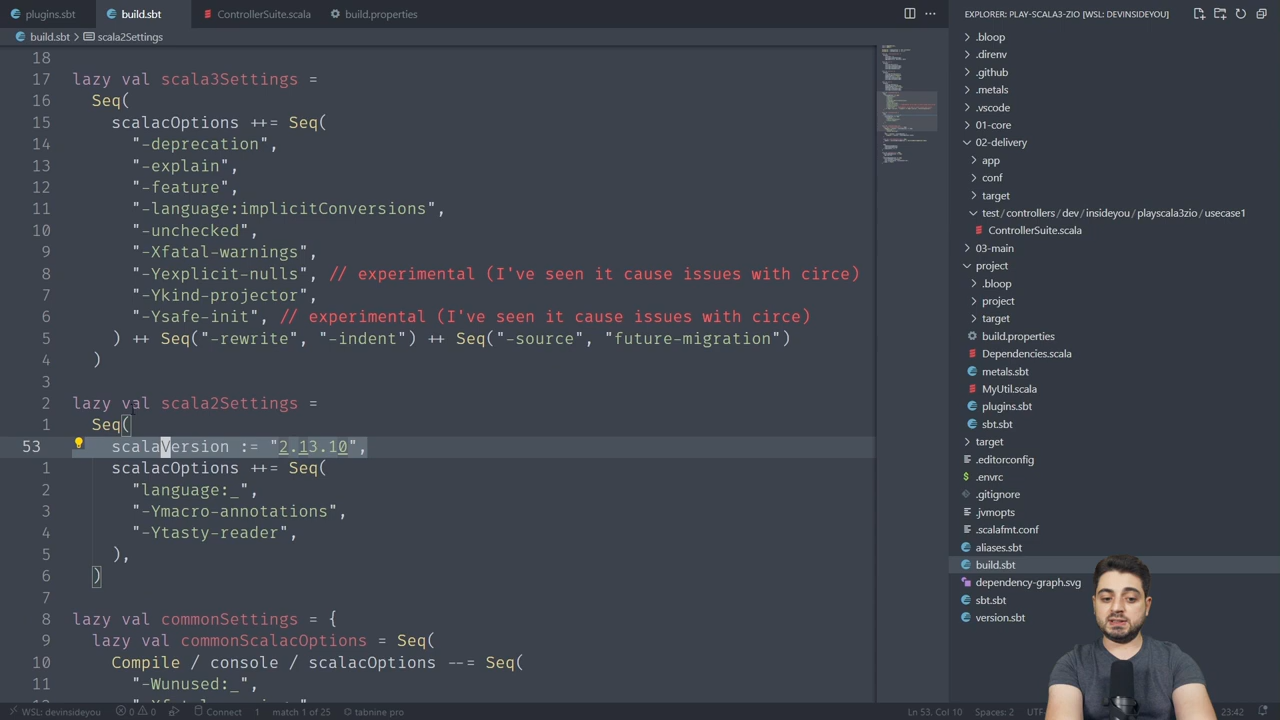 plugins.sbt
build.sbt
ControllerSuite.scala
build.properties
build.sbt > scala2Settings
18
17 lazy val scala3Settings =
16 Seq(
15 scalacOptions ++= Seq(
14 "-deprecation",
13 "-explain",
12 "-feature",
11 "-language:implicitConversions",
10 "-unchecked",
9 "-Xfatal-warnings",
8 "-Yexplicit-nulls", // experimental (I've seen it cause issues with circe)
7 "-Ykind-projector",
6 "-Ysafe-init", // experimental (I've seen it cause issues with circe)
5 ) ++ Seq("-rewrite", "-indent") ++ Seq("-source", "future-migration")
4 )
3
2 lazy val scala2Settings =
1 Seq(
53 scalaVersion := "2.13.10",
1 scalacOptions ++= Seq(
2 "language:_",
3 "-Ymacro-annotations",
4 "-Ytasty-reader",
5 ),
6 )
7
8 lazy val commonSettings = {
9 lazy val commonScalacOptions = Seq(
10 Compile / console / scalacOptions --= Seq(
11 "-Wunused:_",
EXPLORER: PLAY-SCALA3-ZIO [WSL: DEVINSIDEYOU]
.bloop
.direnv
.github
.metals
.vscode
01-core
02-delivery
app
conf
target
test / controllers / dev / insideyou / playscala3zio / usecase1
ControllerSuite.scala
03-main
project
.bloop
project
target
build.properties
Dependencies.scala
metals.sbt
MyUtil.scala
plugins.sbt
sbt.sbt
target
.editorconfig
.envrc
.gitignore
.jvmopts
.scalafmt.conf
aliases.sbt
build.sbt
dependency-graph.svg
sbt.sbt
version.sbt
WSL: devinsideyou
0
0
Connect
1
match 1 of 25
tabnine pro
Ln 53, Col 10
Spaces: 2
23:42